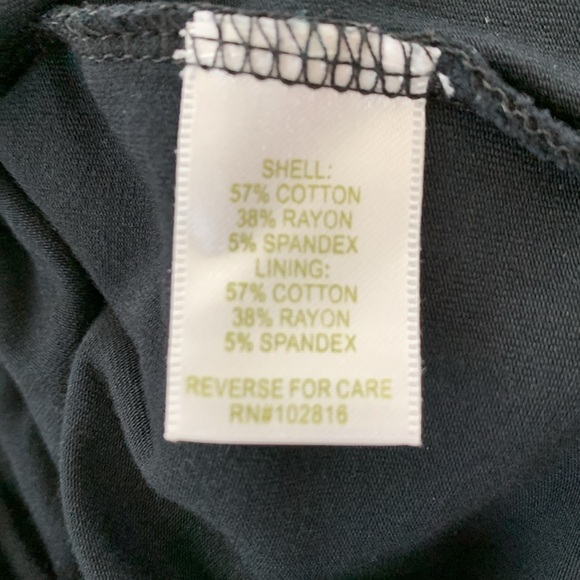 SHELL:
57% COTTON
38% RAYON
5% SPANDEX
LINING:
57% COTTON
38% RAYON
5% SPANDEX
REVERSE FOR CARE
RN#102816